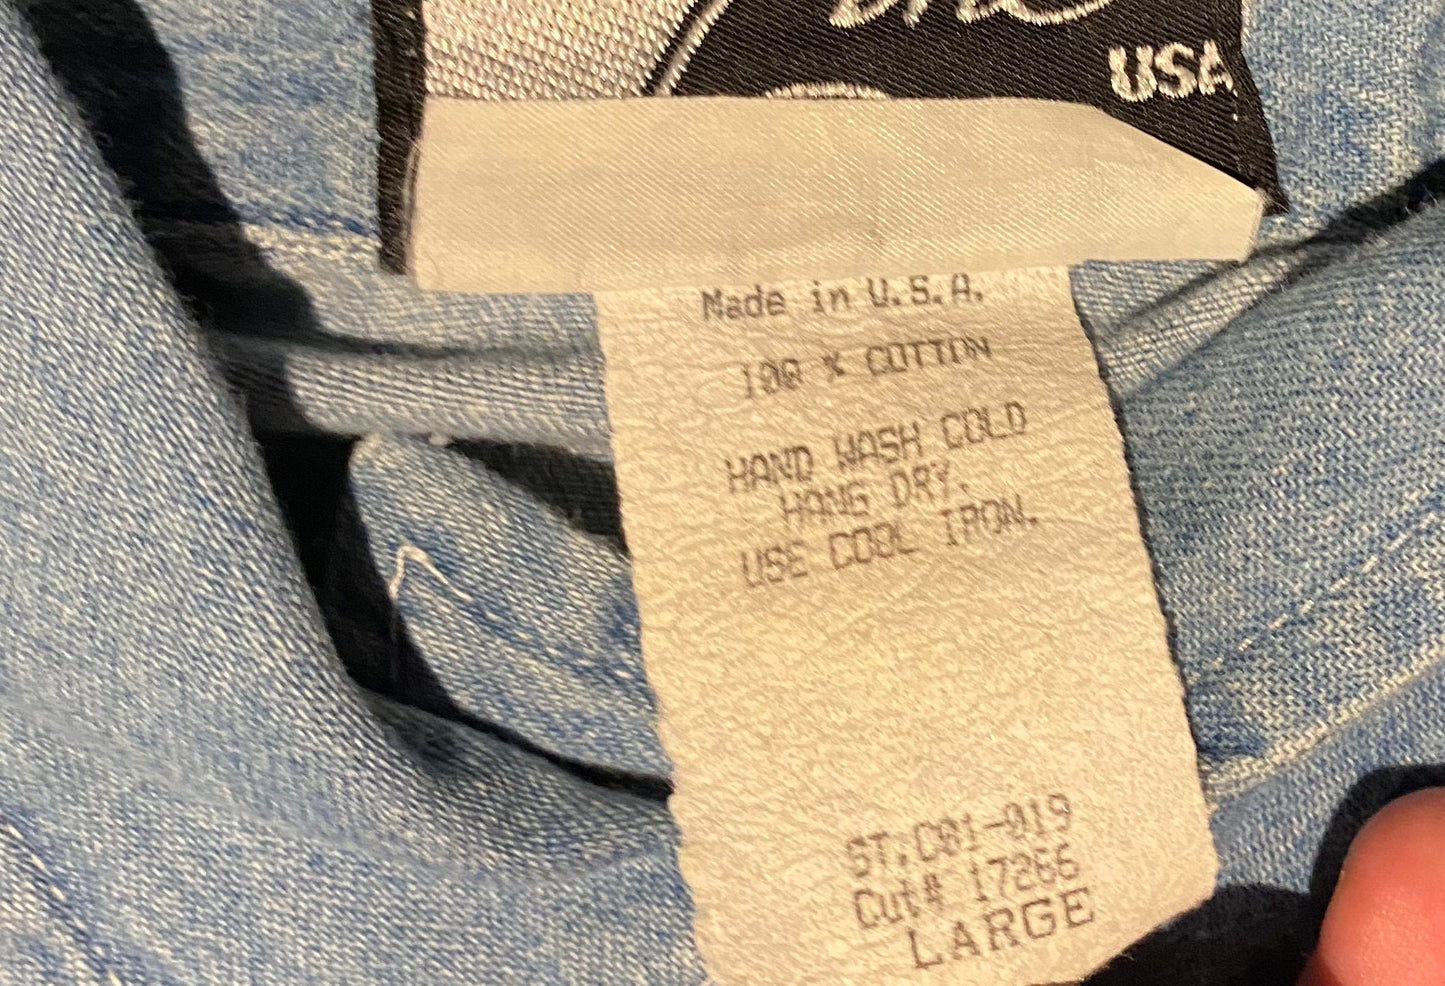 USA
Made in U.S.A.
100 % COTTON
HAND WASH COLD
HANG DRY.
USE COOL IRON.
ST.C01-019
Cut# 17266
LARGE